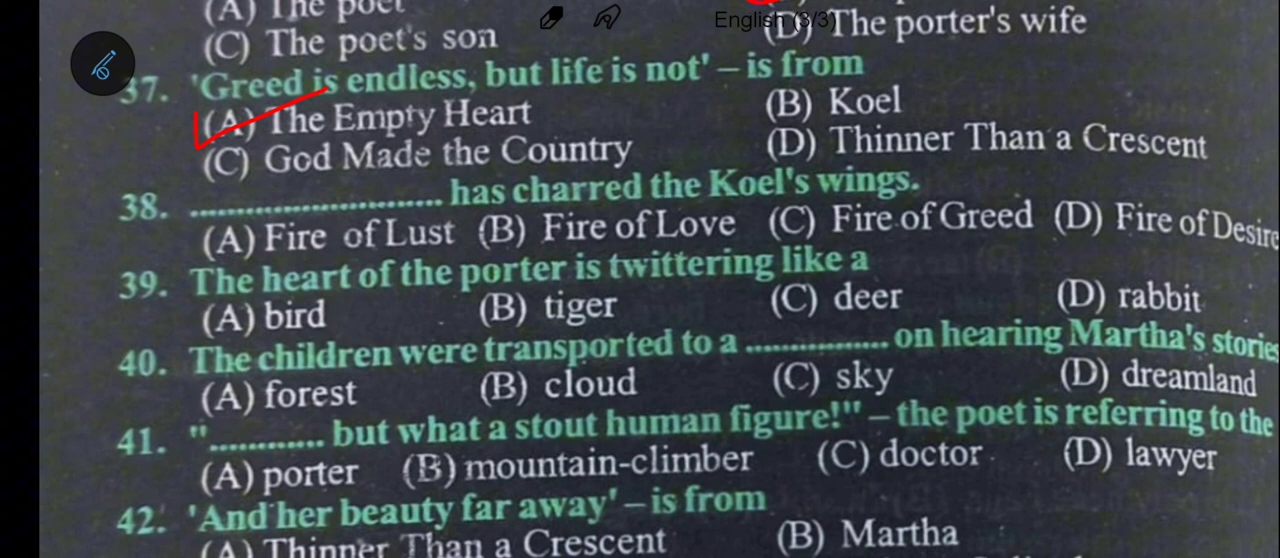 (A) The poet
English (3/3)
(C) The poet's son (D) The porter's wife
37. 'Greed is endless, but life is not' – is from
(A) The Empty Heart (B) Koel
(C) God Made the Country (D) Thinner Than a Crescent
38. ............................ has charred the Koel's wings.
(A) Fire of Lust (B) Fire of Love (C) Fire of Greed (D) Fire of Desire
39. The heart of the porter is twittering like a
(A) bird (B) tiger (C) deer (D) rabbit
40. The children were transported to a ................ on hearing Martha's stories
(A) forest (B) cloud (C) sky (D) dreamland
41. "............ but what a stout human figure!" – the poet is referring to the
(A) porter (B) mountain-climber (C) doctor (D) lawyer
42. 'And her beauty far away' – is from
(A) Thinner Than a Crescent (B) Martha